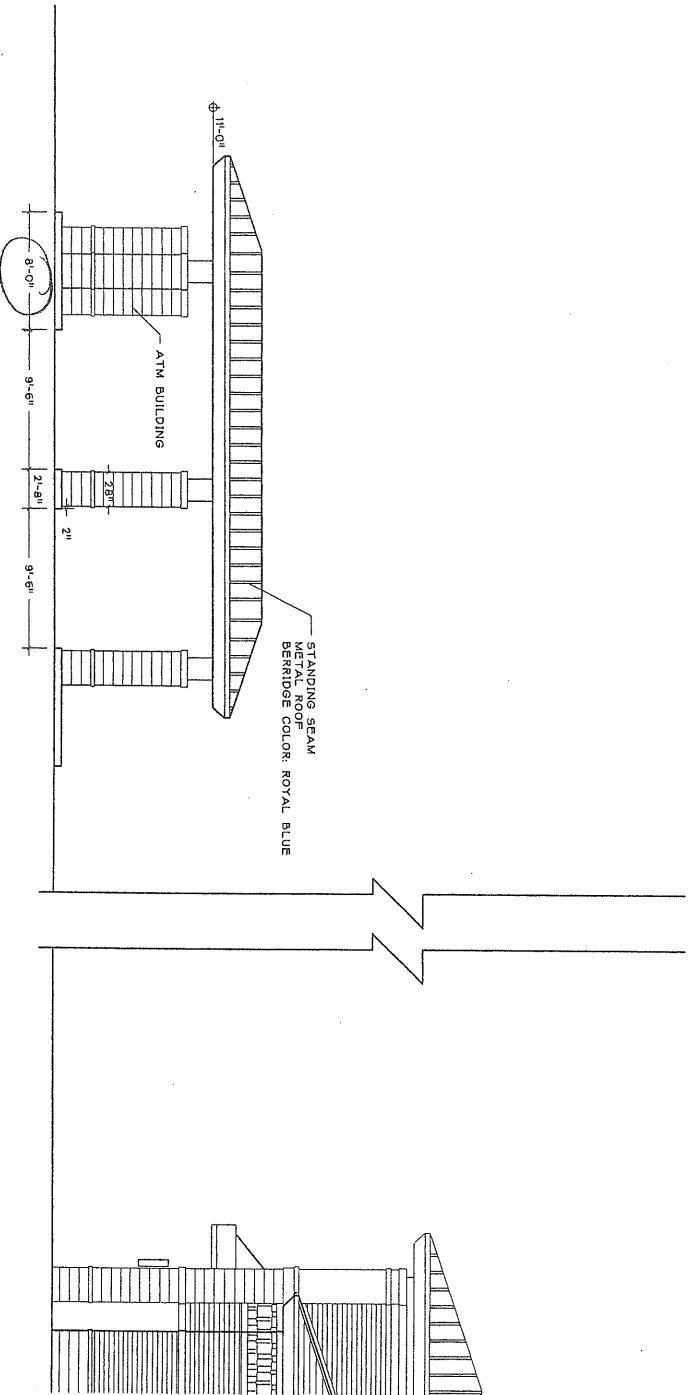 11'-0"
STANDING SEAM
METAL ROOF
BERRIDGE COLOR: ROYAL BLUE
ATM BUILDING
28"
2"
8'-0"
9'-6"
2'-8"
9'-6"